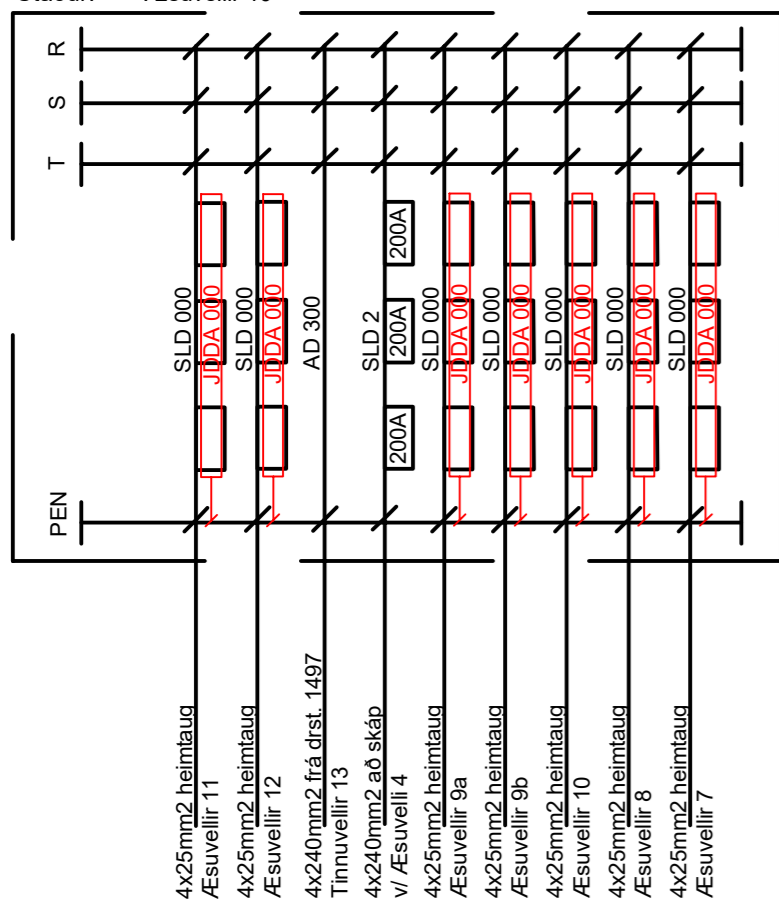 R
S
T
PEN
SLD 000
JDDA 000
SLD 000
JDDA 000
AD 300
SLD 2
200A
200A
200A
SLD 000
JDDA 000
SLD 000
JDDA 000
SLD 000
JDDA 000
SLD 000
JDDA 000
SLD 000
JDDA 000
4x25mm2 heimtaug
Æsuvellir 11
4x25mm2 heimtaug
Æsuvellir 12
4x240mm2 frá drst. 1497
Tinnuvellir 13
4x240mm2 að skáp
v/ Æsuvelli 4
4x25mm2 heimtaug
Æsuvellir 9a
4x25mm2 heimtaug
Æsuvellir 9b
4x25mm2 heimtaug
Æsuvellir 10
4x25mm2 heimtaug
Æsuvellir 8
4x25mm2 heimtaug
Æsuvellir 7